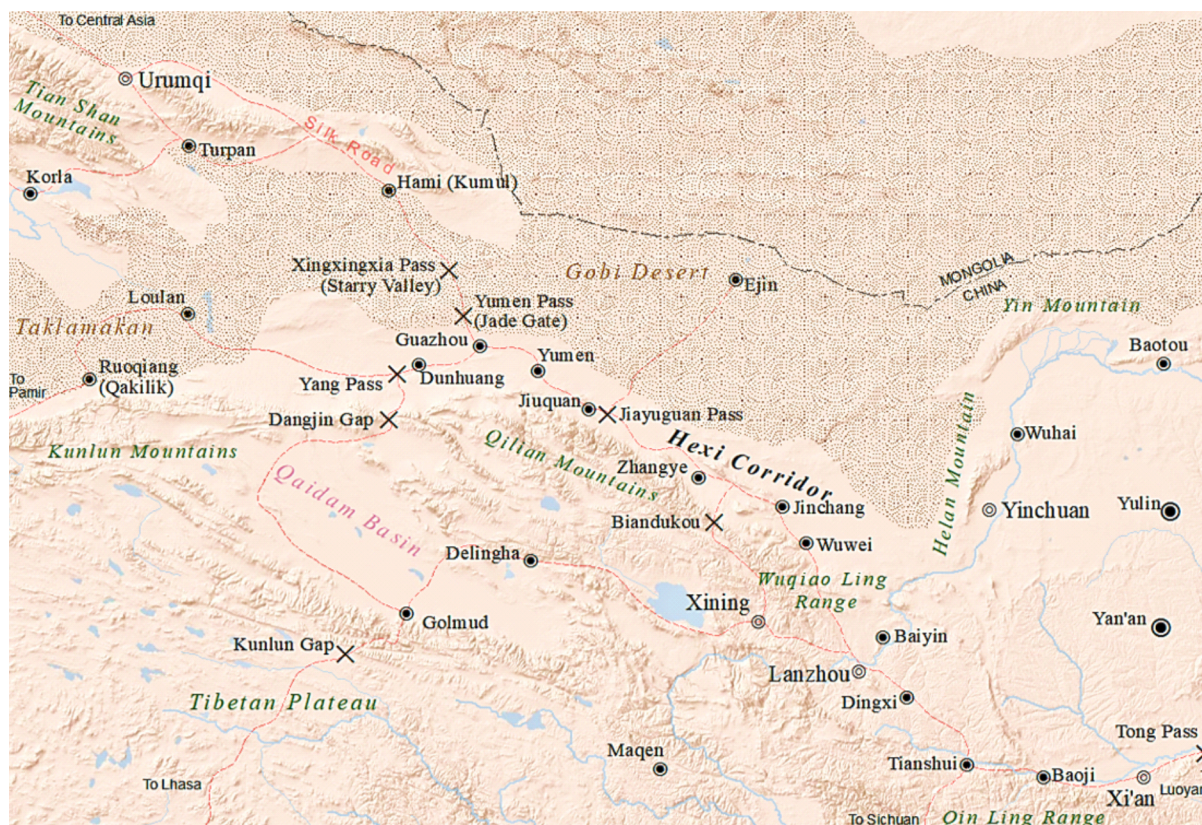 To Central Asia
Urumqi
Tian Shan
Mountains
Turpan
Silk Road
Korla
Hami (Kumul)
Xingxingxia Pass
(Starry Valley)
Gobi Desert
Ejin
MONGOLIA
CHINA
Yin Mountain
Loulan
Yumen Pass
(Jade Gate)
Taklamakan
Guazhou
Yumen
Baotou
To
Pamir
Ruoqiang
(Qakilik)
Yang Pass
Dunhuang
Jiuquan
Jiayuguan Pass
Dangjin Gap
Kunlun Mountains
Qilian Mountains
Hexi Corridor
Helan Mountain
Wuhai
Zhangye
Qaidam Basin
Biandukou
Jinchang
Yinchuan
Yulin
Delingha
Wuwei
Wuqiao Ling
Range
Xining
Golmud
Kunlun Gap
Baiyin
Yan'an
Lanzhou
Tibetan Plateau
Dingxi
Tong Pass
Maqen
Tianshui
Baoji
To Lhasa
Xi'an
Luoyan
To Sichuan
Qin Ling Range